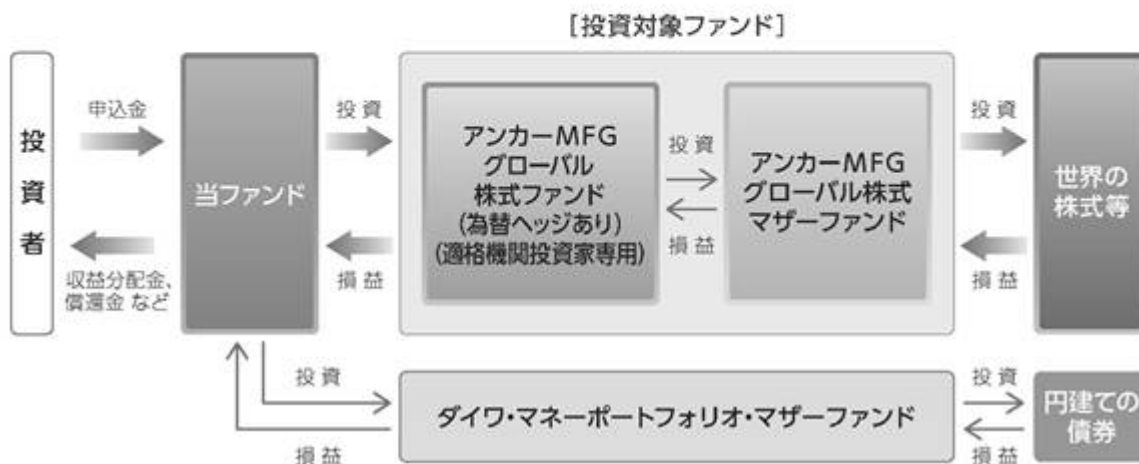 ［投資対象ファンド］
投資者
申込金
収益分配金、
償還金 など
当ファンド
投資
損益
アンカーMFG
グローバル
株式ファンド
(為替ヘッジあり)
(適格機関投資家専用)
投資
損益
アンカーMFG
グローバル株式
マザーファンド
投資
損益
世界の
株式等
投資
損益
ダイワ・マネーポートフォリオ・マザーファンド
投資
損益
円建ての
債券